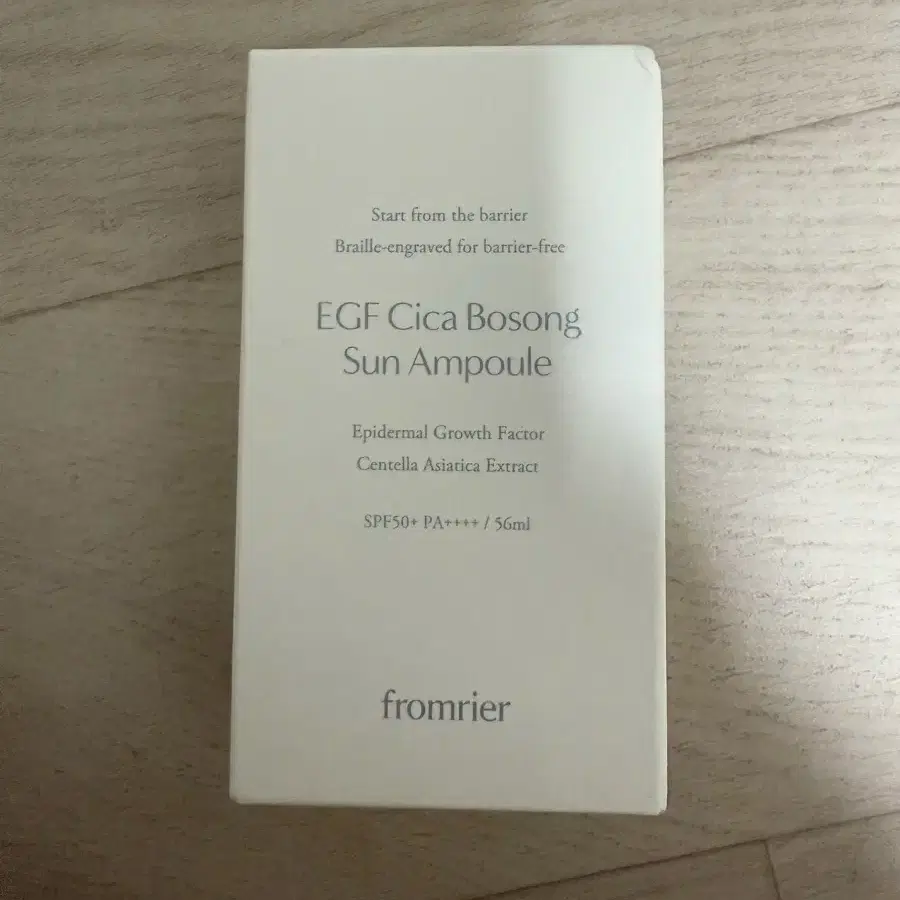 Start from the barrier
Braille-engraved for barrier-free
EGF Cica Bosong
Sun Ampoule
Epidermal Growth Factor
Centella Asiatica Extract
SPF50+ PA++++ / 56ml
fromrier